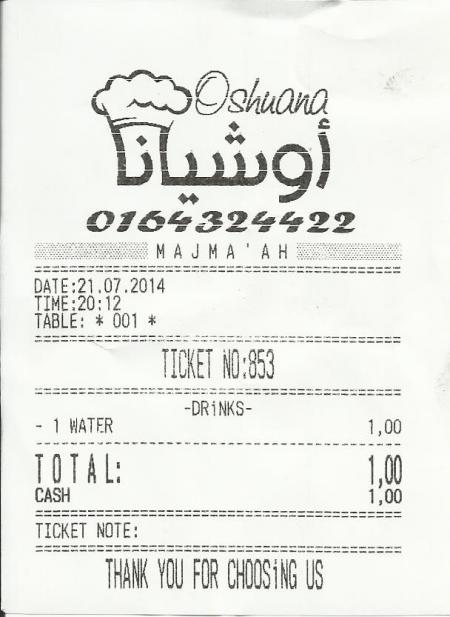 Oshuana
أوشيانا
0164324422
MAJMA'AH
DATE:21.07.2014
TIME:20:12
TABLE: * 001 *
TICKET NO:853
-DRiNKS-
- 1 WATER 1,00
TOTAL: 1,00
CASH 1,00
TICKET NOTE:
THANK YOU FOR CHOOSiNG US